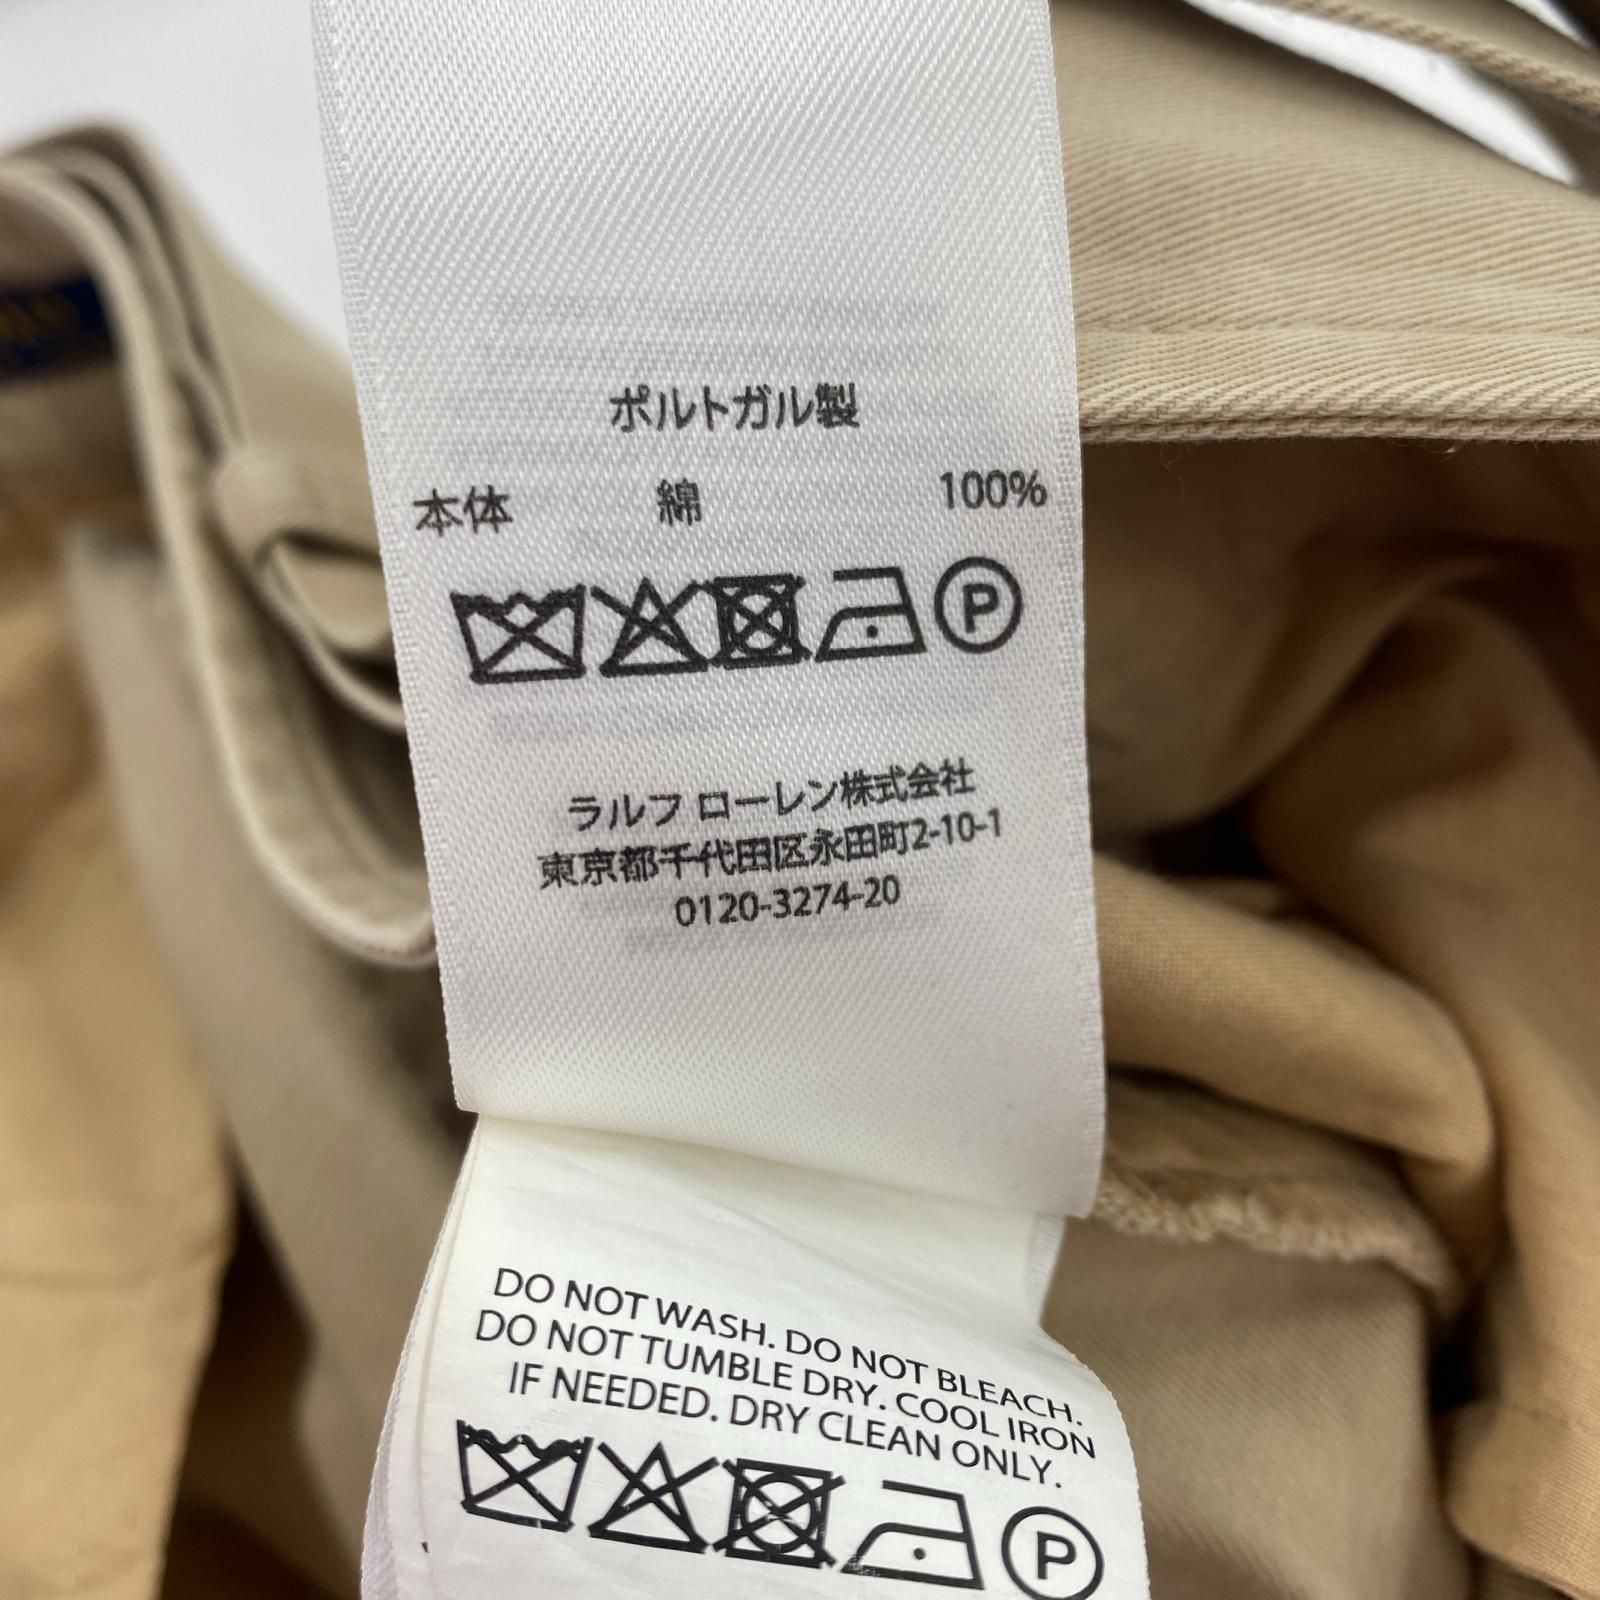 ポルトガル製
本体 綿 100%
P
ラルフ ローレン株式会社
東京都千代田区永田町2-10-1
0120-3274-20
DO NOT WASH. DO NOT BLEACH.
DO NOT TUMBLE DRY. COOL IRON
IF NEEDED. DRY CLEAN ONLY.
P